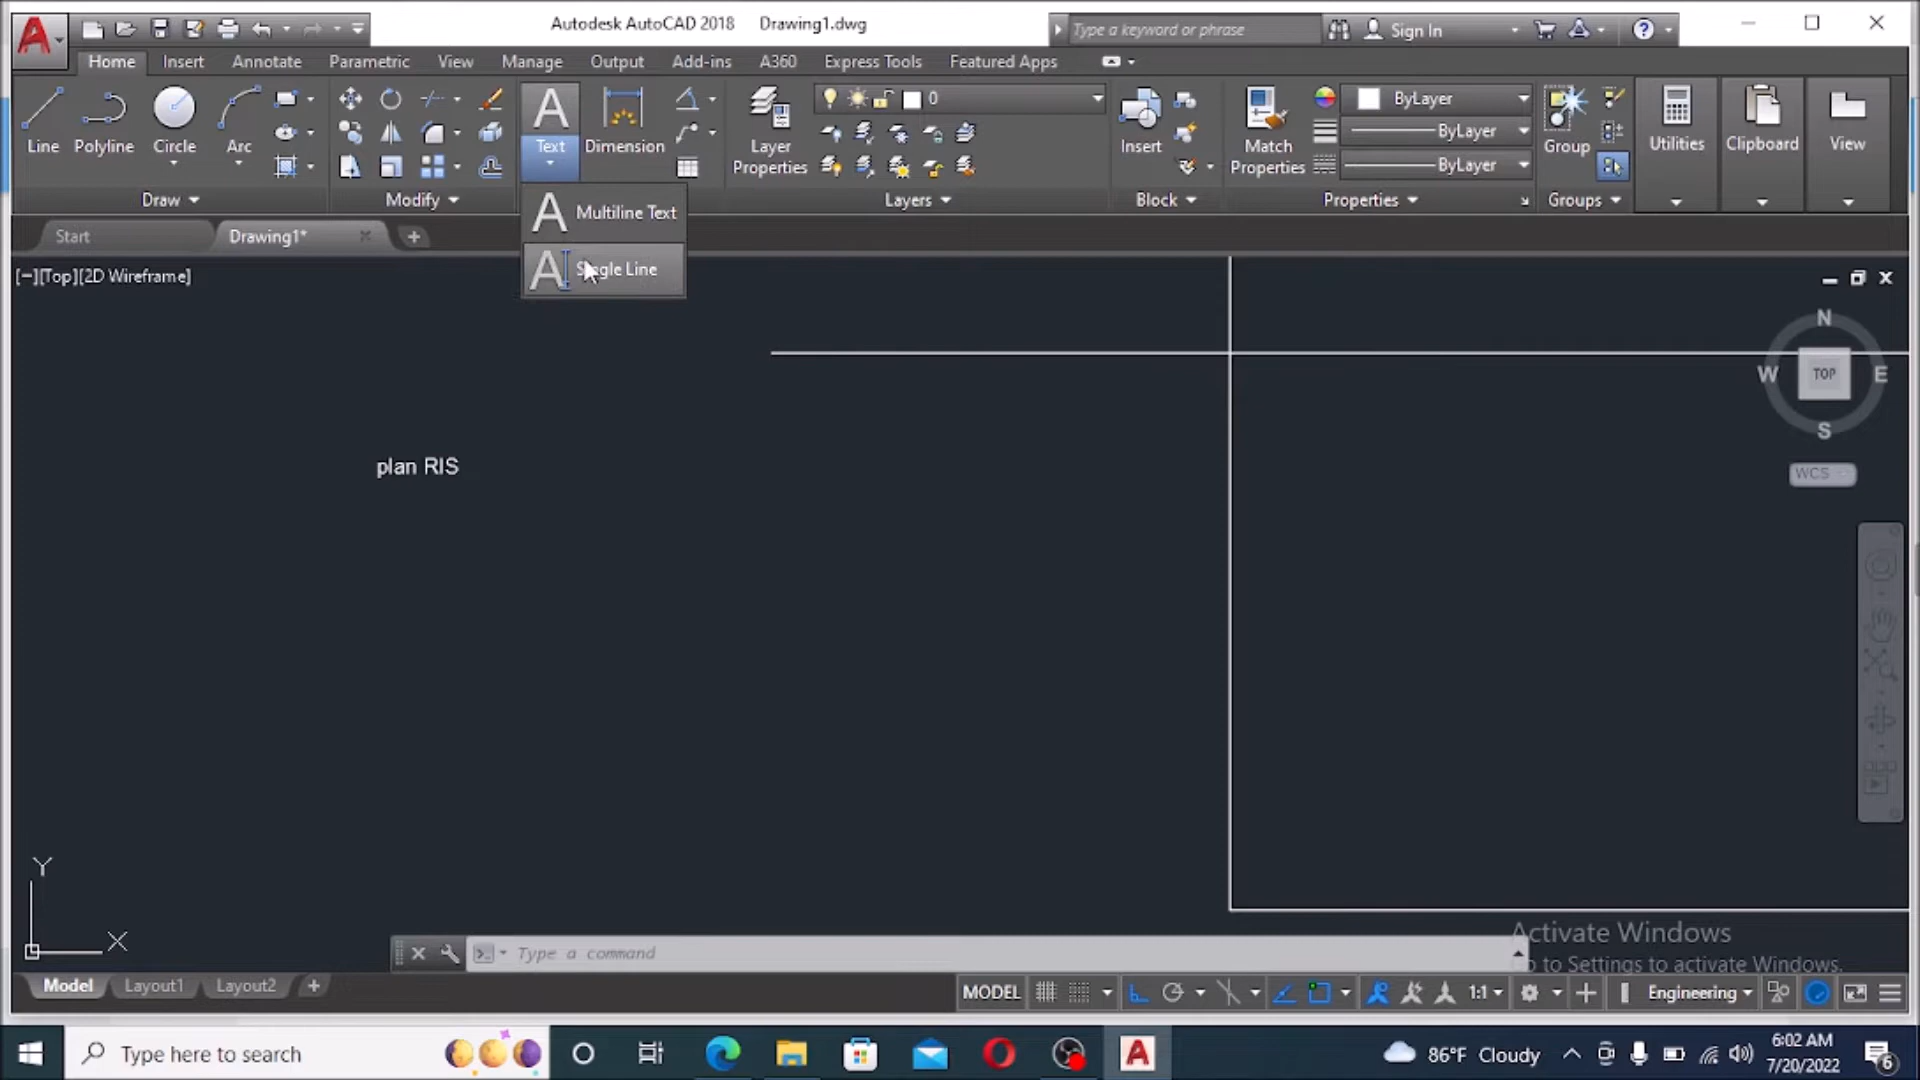 Autodesk AutoCAD 2018 Drawing1.dwg
Type a keyword or phrase
Sign In
Home Insert Annotate Parametric View Manage Output Add-ins A360 Express Tools Featured Apps
Line Polyline Circle Arc
Text Dimension
Layer Properties
0
Insert
Match Properties
ByLayer
ByLayer
ByLayer
Group
Utilities Clipboard View
Draw Modify Layers Block Properties Groups
Multiline Text
Single Line
Start Drawing1*
[−][Top][2D Wireframe]
N
W TOP E
S
WCS
plan RIS
Y
X
Type a command
Activate Windows
Go to Settings to activate Windows.
Model Layout1 Layout2
MODEL 1:1 Engineering
Type here to search
86°F Cloudy
6:02 AM
7/20/2022
6